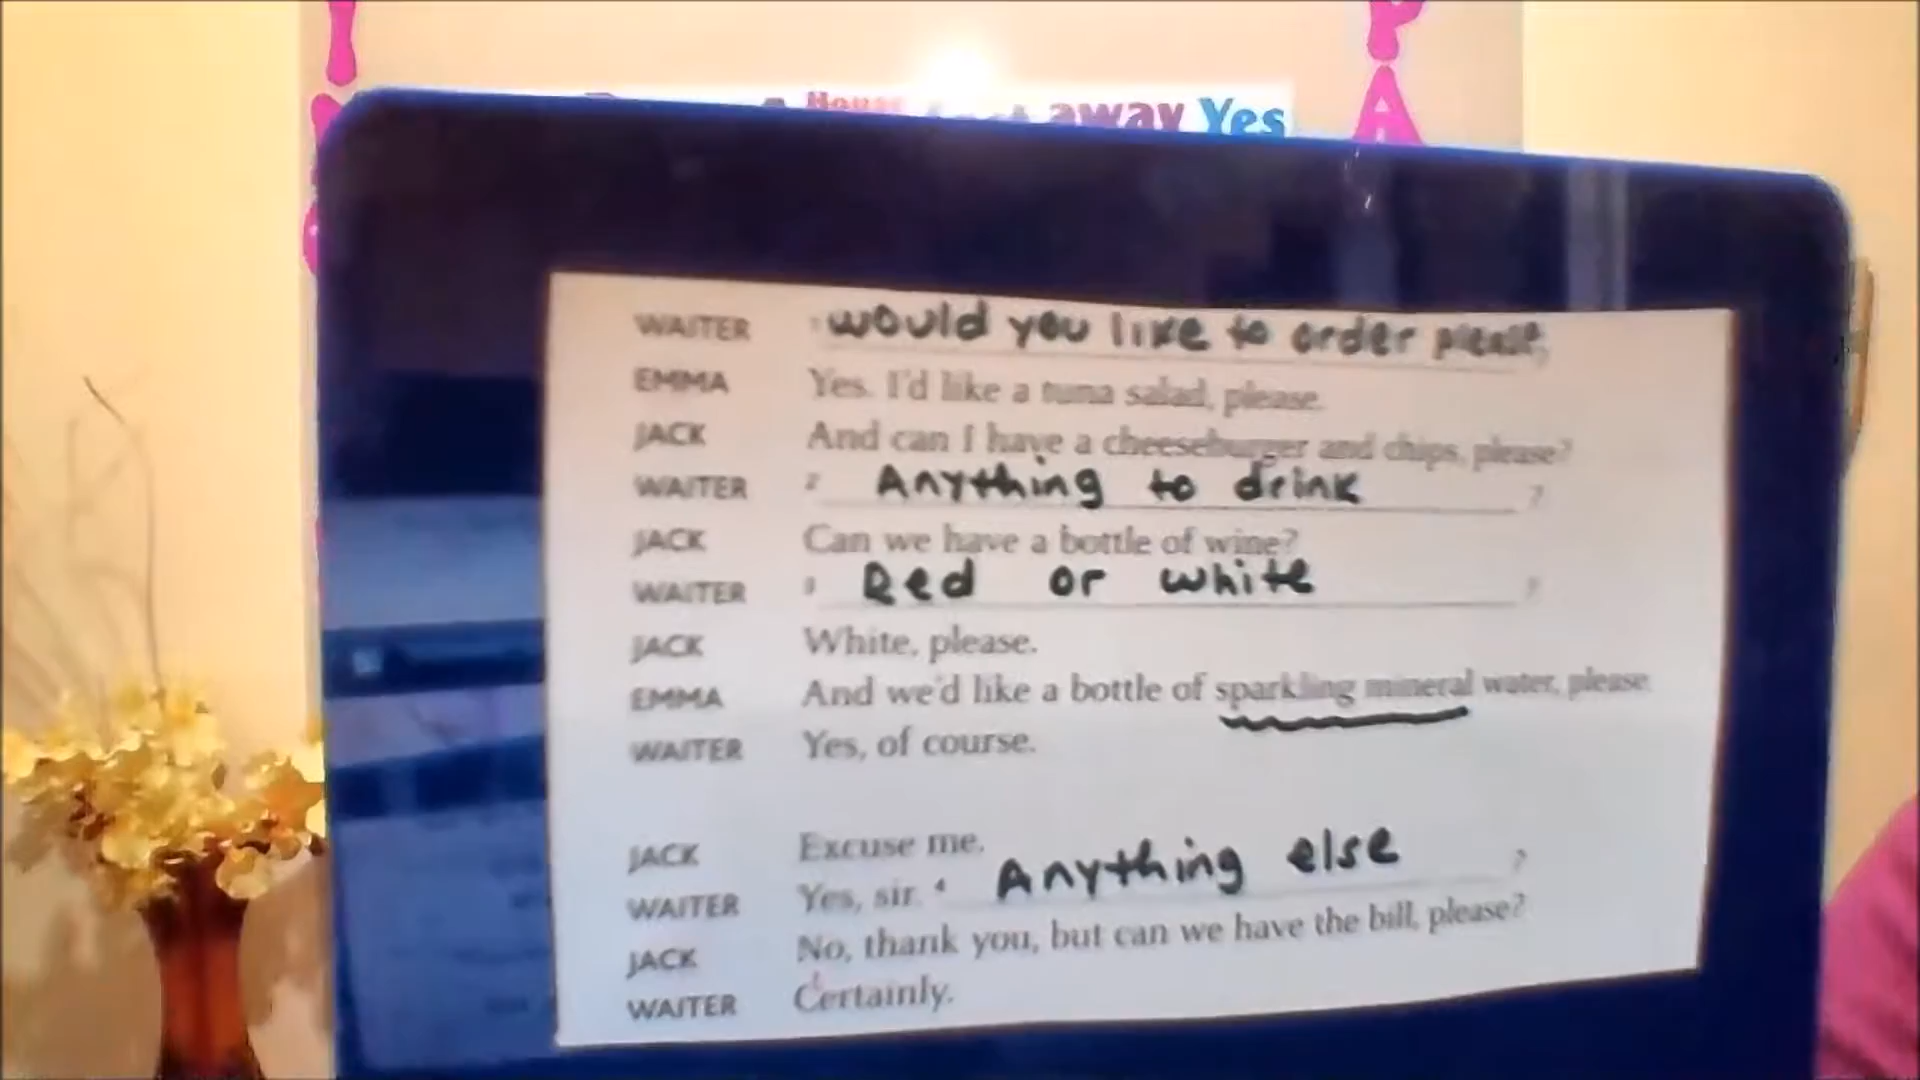 House away Yes
P
A
WAITER 1 would you like to order please
EMMA Yes. I'd like a tuna salad, please.
JACK And can I have a cheeseburger and chips, please?
WAITER 2 Anything to drink ?
JACK Can we have a bottle of wine?
WAITER 3 Red or white ?
JACK White, please.
EMMA And we'd like a bottle of sparkling mineral water, please
WAITER Yes, of course.
JACK Excuse me.
WAITER Yes, sir. 4 Anything else ?
JACK No, thank you, but can we have the bill, please?
WAITER Certainly.